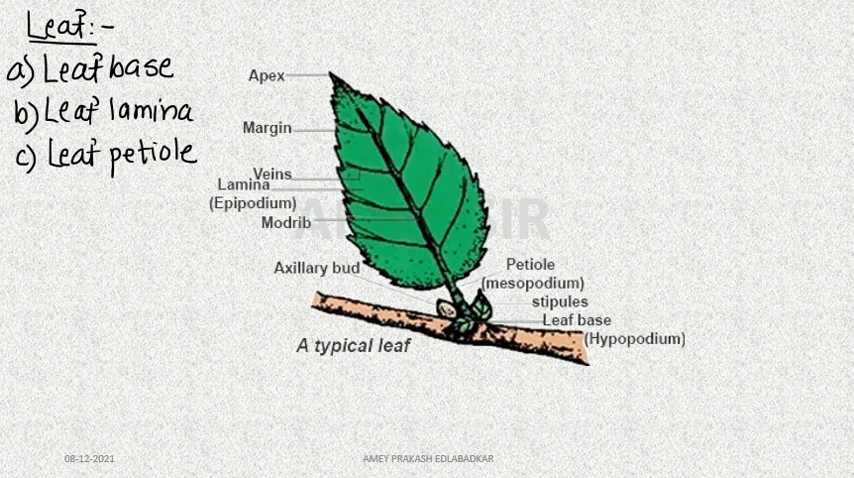 Leaf:-
a) Leaf base
b) Leaf lamina
c) Leaf petiole
Apex
Margin
Veins
Lamina
(Epipodium)
Modrib
Axillary bud
Petiole
(mesopodium)
stipules
Leaf base
(Hypopodium)
A typical leaf
08-12-2021
AMEY PRAKASH EDLABADKAR